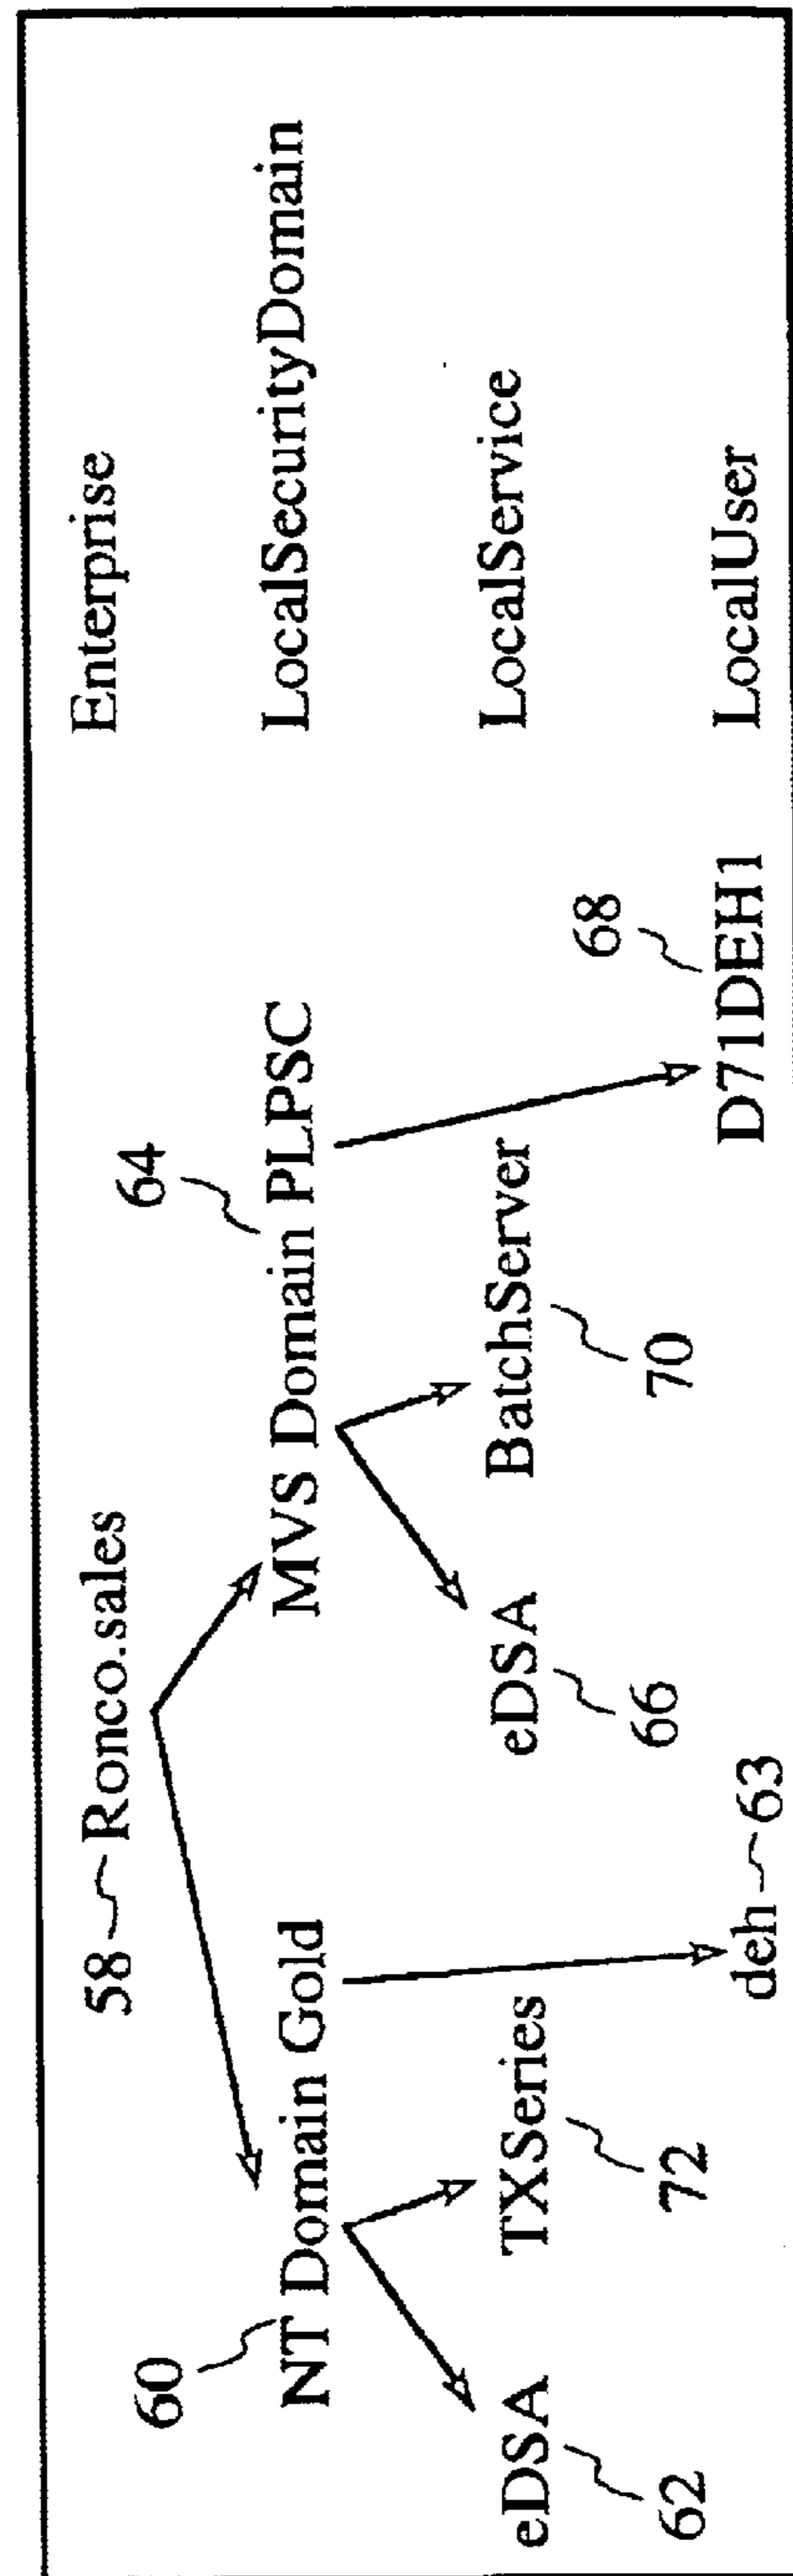 58 Ronco.sales Enterprise
60 64
NT Domain Gold MVS Domain PLPSC LocalSecurityDomain
eDSA TXSeries eDSA BatchServer LocalService
62 72 66 70 68
deh 63 D71DEH1 LocalUser